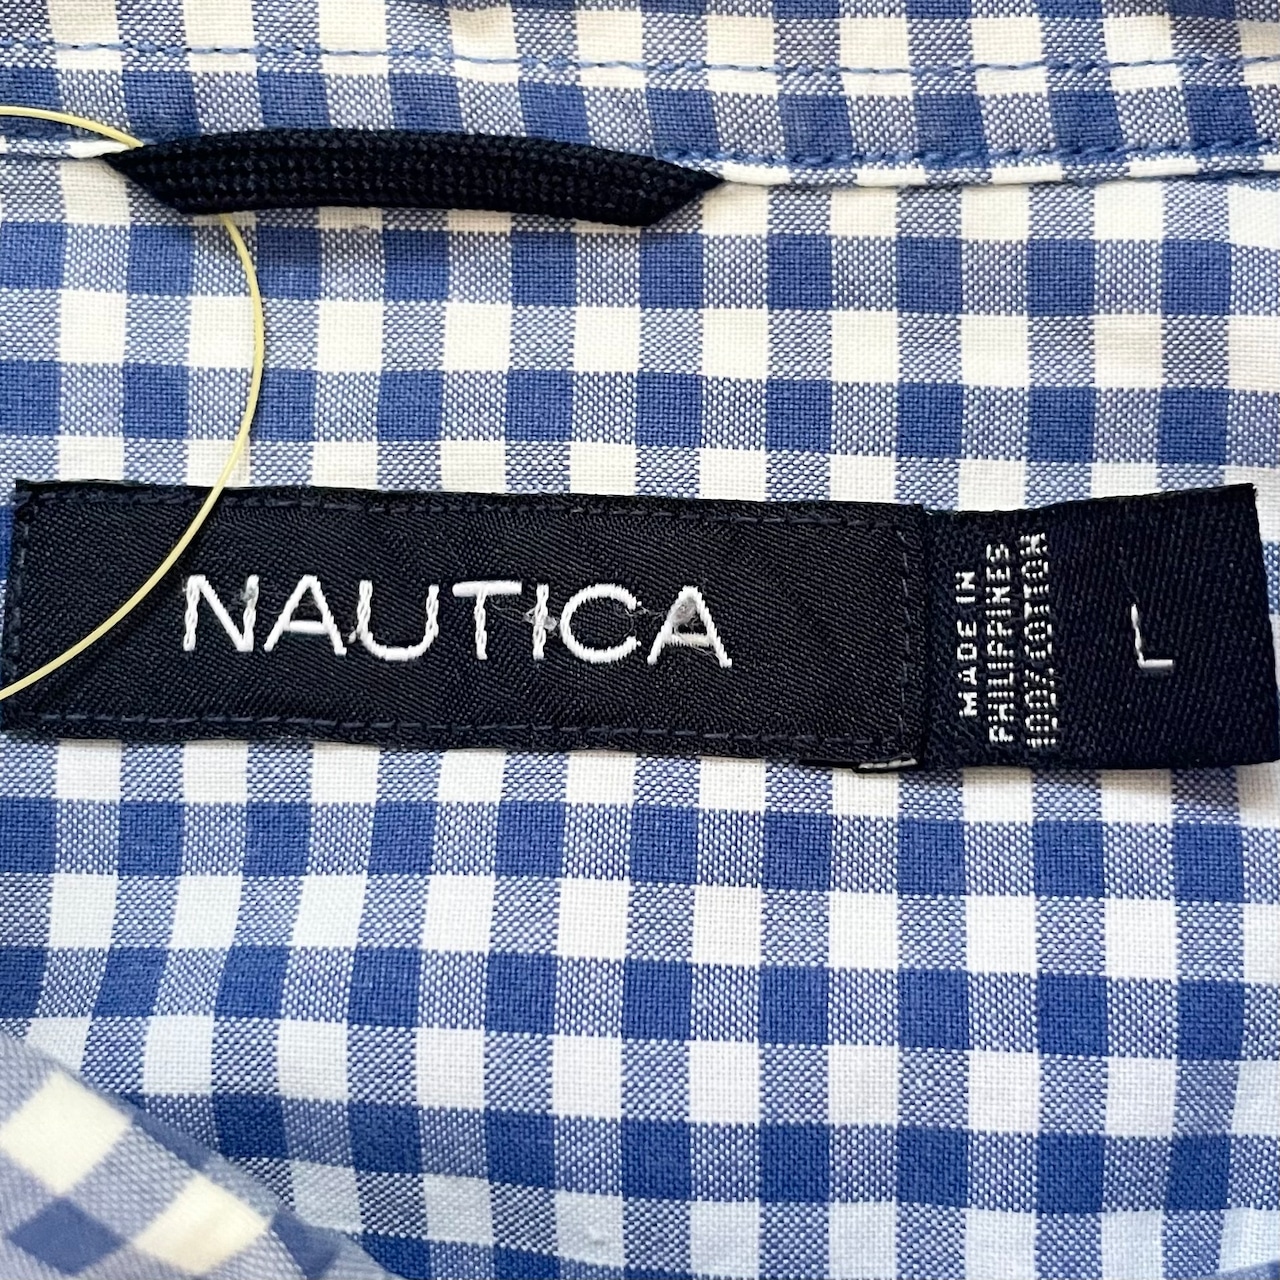 NAUTICA
MADE IN
PHILIPPINES
100% COTTON
L